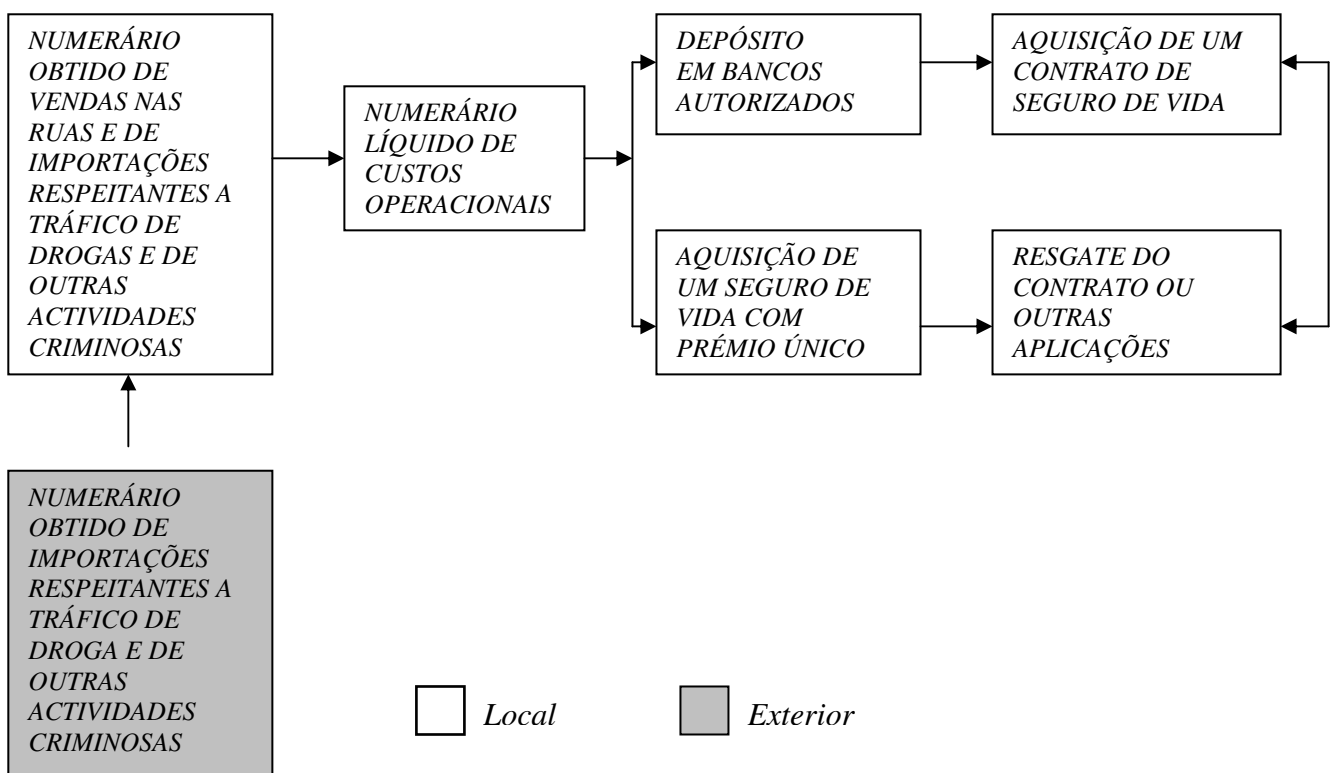 NUMERÁRIO
OBTIDO DE
VENDAS NAS
RUAS E DE
IMPORTAÇÕES
RESPEITANTES A
TRÁFICO DE
DROGAS E DE
OUTRAS
ACTIVIDADES
CRIMINOSAS
NUMERÁRIO
LÍQUIDO DE
CUSTOS
OPERACIONAIS
DEPÓSITO
EM BANCOS
AUTORIZADOS
AQUISIÇÃO DE UM
CONTRATO DE
SEGURO DE VIDA
AQUISIÇÃO DE
UM SEGURO DE
VIDA COM
PRÉMIO ÚNICO
RESGATE DO
CONTRATO OU
OUTRAS
APLICAÇÕES
NUMERÁRIO
OBTIDO DE
IMPORTAÇÕES
RESPEITANTES A
TRÁFICO DE
DROGA E DE
OUTRAS
ACTIVIDADES
CRIMINOSAS
Local
Exterior